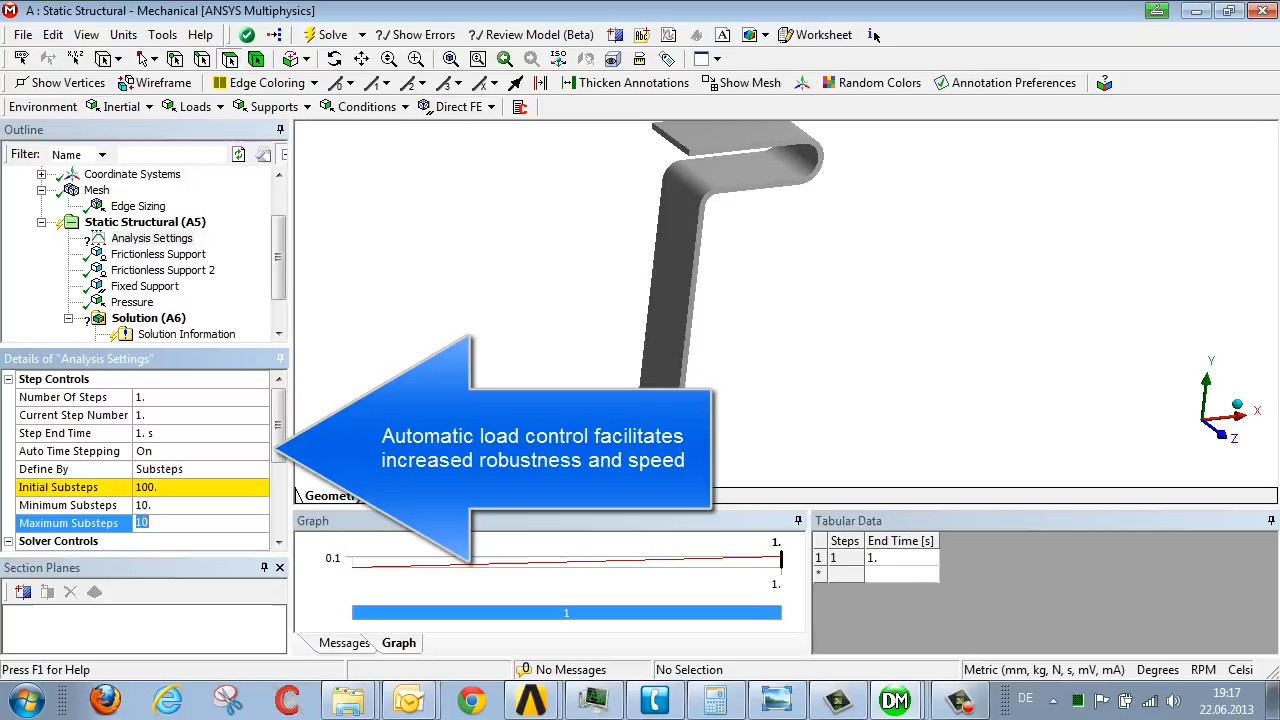 A : Static Structural - Mechanical [ANSYS Multiphysics]
File Edit View Units Tools Help Solve ?/ Show Errors ?/ Review Model (Beta) A Worksheet i
Show Vertices Wireframe Edge Coloring Thicken Annotations Show Mesh Random Colors Annotation Preferences
Environment Inertial Loads Supports Conditions Direct FE
Outline
Filter: Name
Coordinate Systems
Mesh
Edge Sizing
Static Structural (A5)
Analysis Settings
Frictionless Support
Frictionless Support 2
Fixed Support
Pressure
Solution (A6)
Solution Information
Details of "Analysis Settings"
Step Controls
Number Of Steps 1.
Current Step Number 1.
Step End Time 1. s
Auto Time Stepping On
Define By Substeps
Initial Substeps 100.
Minimum Substeps 10.
Maximum Substeps 10
Solver Controls
Automatic load control facilitates
increased robustness and speed
Y
X
Z
Geometry
Section Planes
Graph
1.
0.1
1.
1
Messages Graph
Tabular Data
Steps End Time [s]
1 1 1.
*
Press F1 for Help 0 No Messages No Selection Metric (mm, kg, N, s, mV, mA) Degrees RPM Celsi
DM DE 19:17
22.06.2013